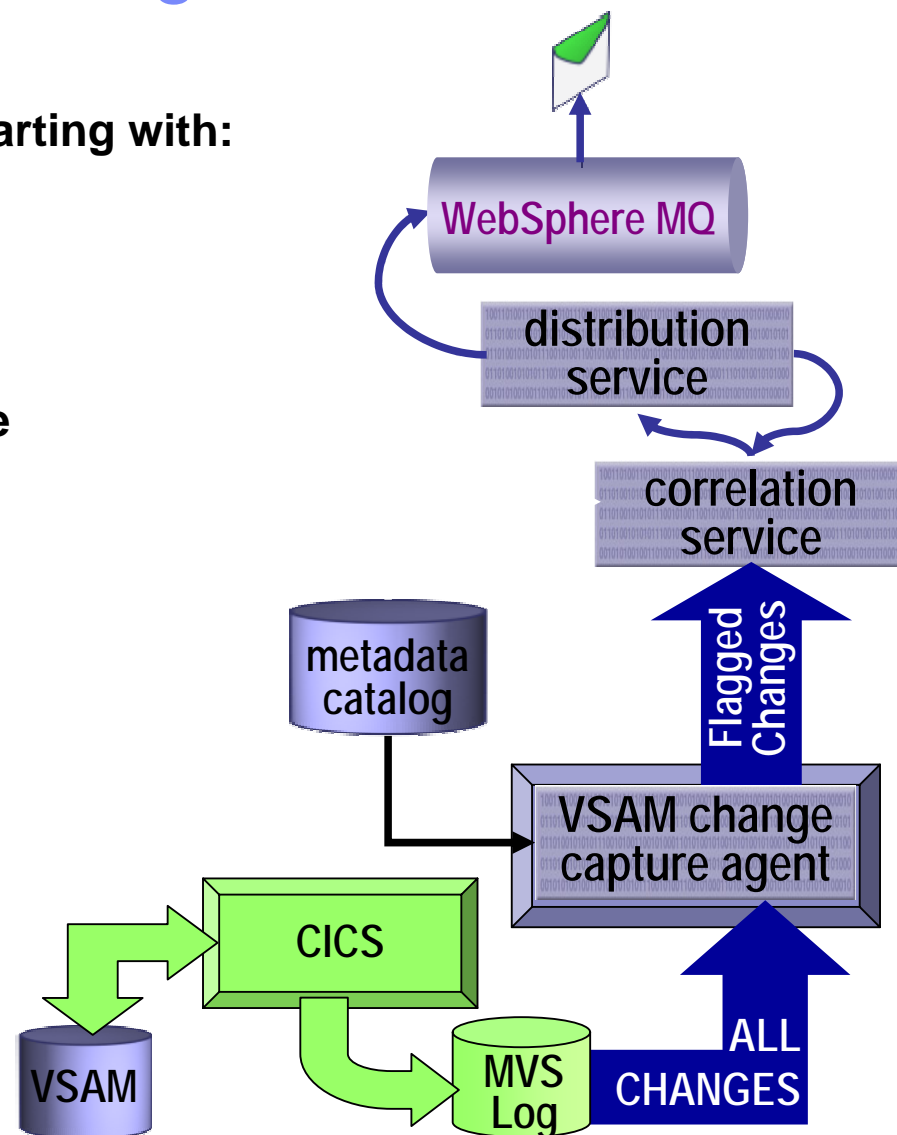 arting with:
WebSphere MQ
distribution
service
e
correlation
service
Flagged
Changes
metadata
catalog
VSAM change
capture agent
CICS
VSAM
MVS
Log
ALL
CHANGES